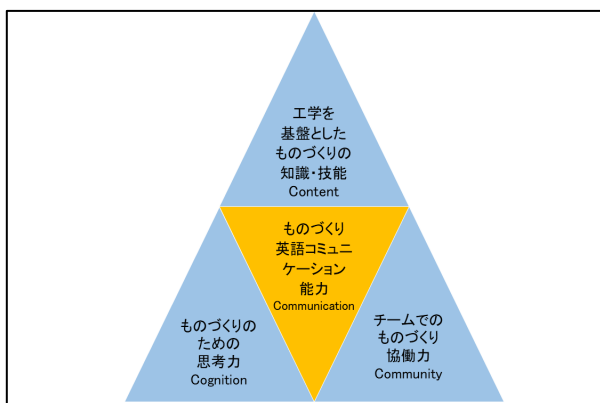 工学を
基盤とした
ものづくりの
知識・技能
Content
ものづくり
英語コミュニ
ケーション
能力
Communication
ものづくりの
ための
思考力
Cognition
チームでの
ものづくり
協働力
Community